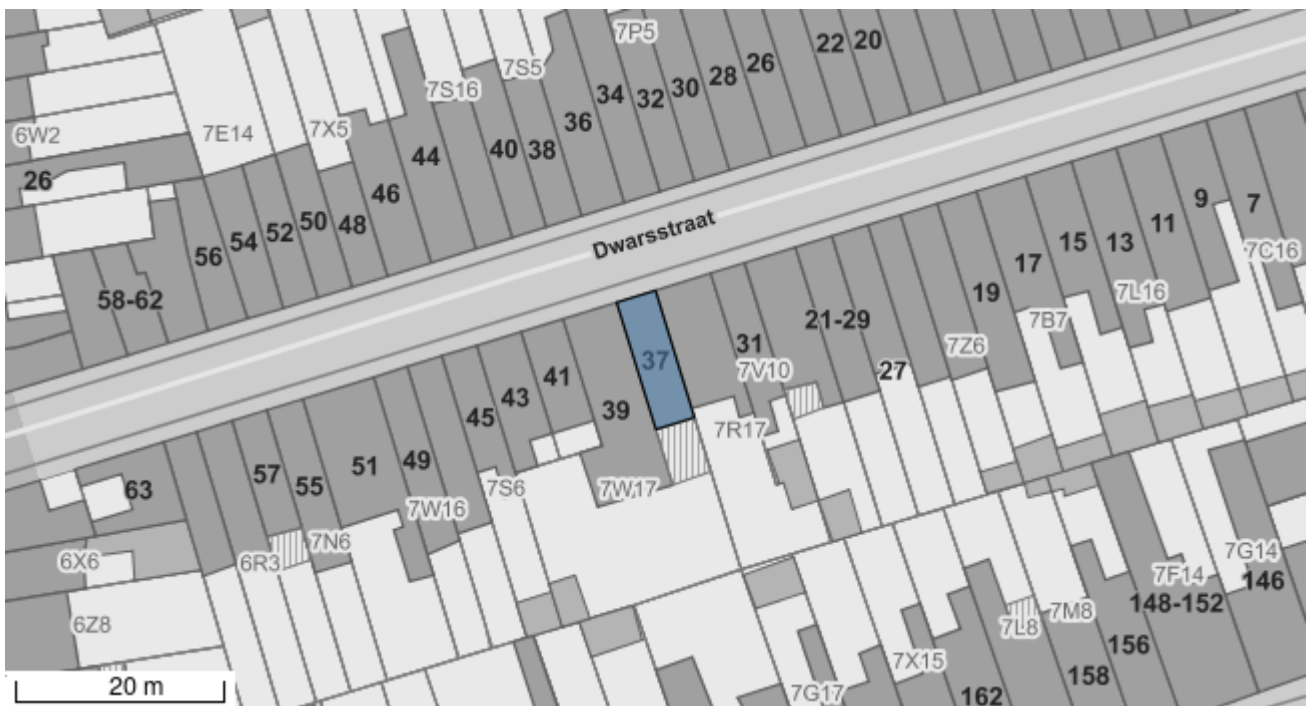 7P5
22
20
26
28
30
7S5
34
32
7S16
36
6W2
7E14
7X5
40
38
44
26
46
9
7
56
54
52
50
48
Dwarsstraat
15
13
11
17
7C16
58-62
19
7L16
21-29
7B7
31
37
7Z6
7V10
27
41
43
45
39
7R17
57
51
49
7S6
7W17
63
55
7W16
7N6
6X6
6R3
7G14
7F14
146
148-152
7M8
7L8
6Z8
156
7X15
158
162
7G17
20 m